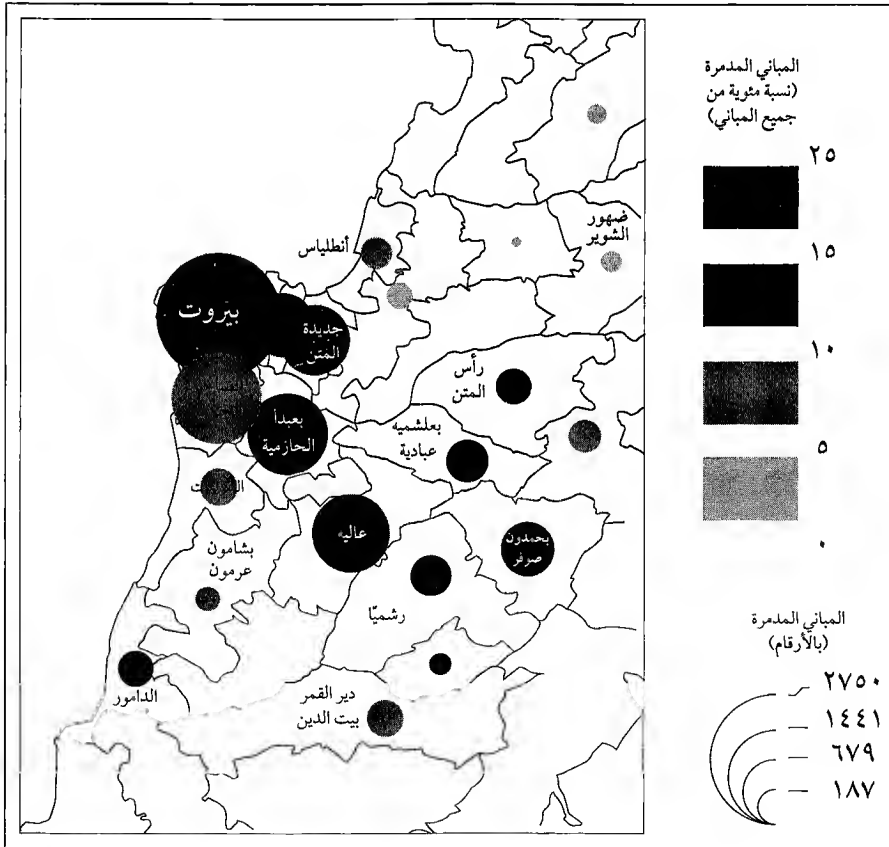 المباني المدمرة
(نسبة مئوية من
جميع المباني)
٢٥
١٥
١٠
٥
٠
المباني المدمرة
(بالأرقام)
٢٧٥٠
١٤٤١
٦٧٩
١٨٧
ضهور
الشوير
أنطلياس
بيروت
جديدة
المتن
رأس
المتن
بعبدا
الحازمية
بعلشميه
عبادية
عاليه
بحمدون
صوفر
بشامون
عرمون
رشميّا
الدامور
دير القمر
بيت الدين